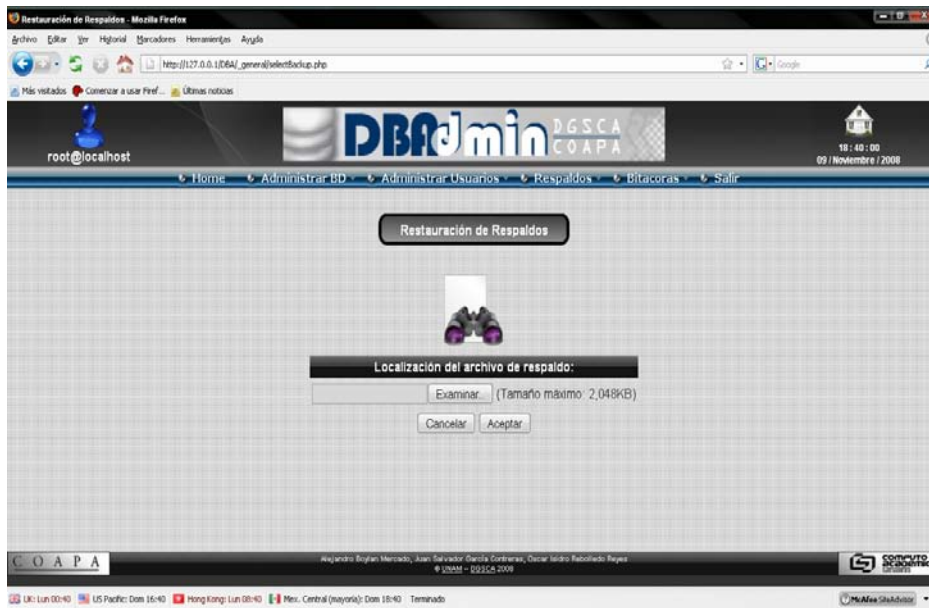 Restauración de Respaldos - Mozilla Firefox
Archivo Editar Ver Historial Marcadores Herramientas Ayuda
http://127.0.0.1/DBA/_general/selectBackup.php
Google
Más visitados Comenzar a usar Firef... Últimas noticias
DBAdmin DGSCA COAPA
root@localhost
18:40:00
09 / Noviembre / 2008
Home Administrar BD Administrar Usuarios Respaldos Bitacoras Salir
Restauración de Respaldos
Localización del archivo de respaldo:
Examinar... (Tamaño máximo: 2,048KB)
Cancelar Aceptar
COAPA
Alejandro Boylan Mercado, Juan Salvador García Contreras, Oscar Isidro Rebolledo Reyes
© UNAM - DGSCA 2008
COMPUTO
ACADEMICO
UK: Lun 00:40 US Pacific: Dom 16:40 Hong Kong: Lun 08:40 Mex. Central (mayoría): Dom 18:40 Terminado
McAfee SiteAdvisor